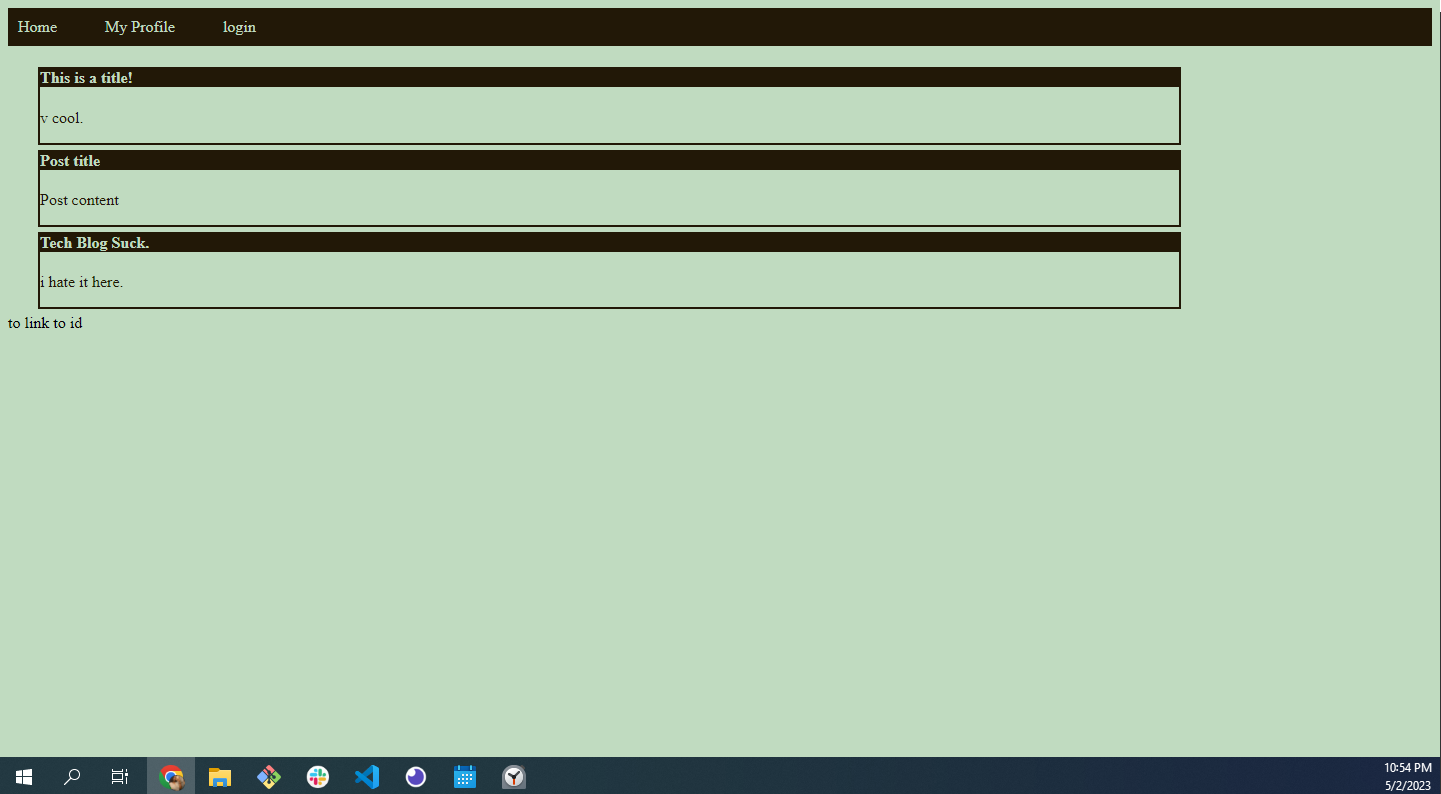 Home My Profile login
This is a title!
v cool.
Post title
Post content
Tech Blog Suck.
i hate it here.
to link to id
10:54 PM
5/2/2023